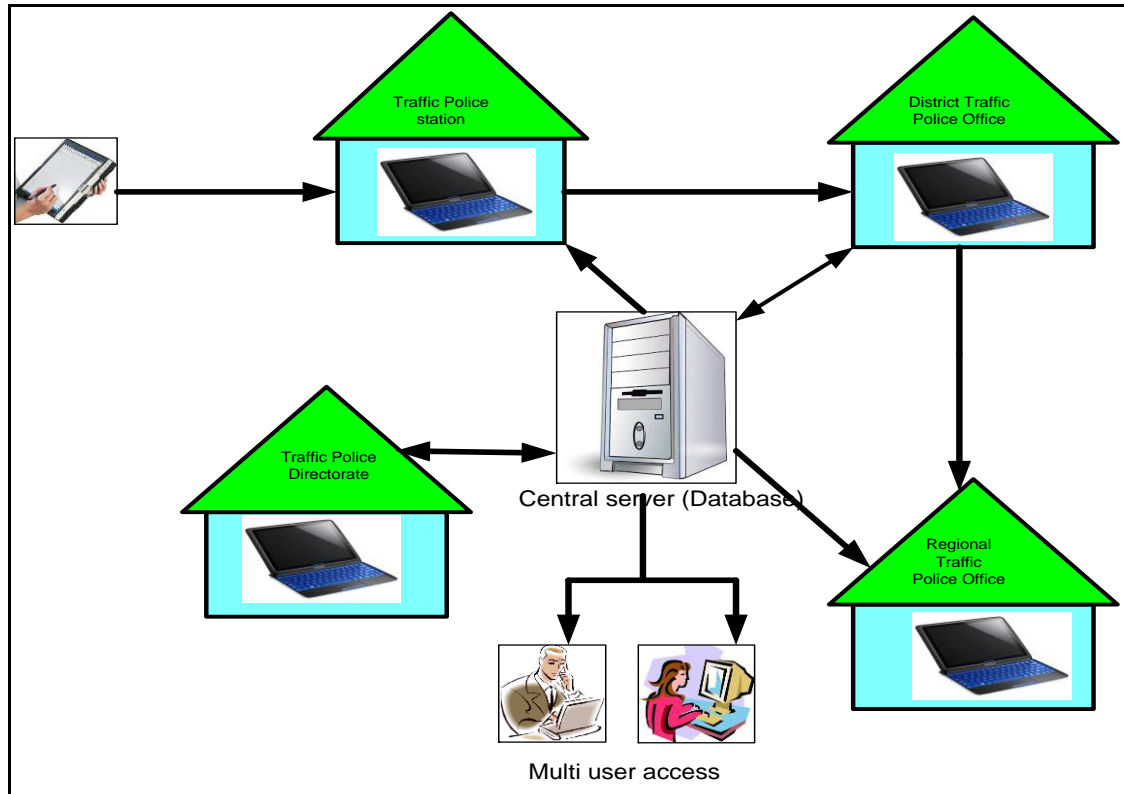 Traffic Police
station
District Traffic
Police Office
Traffic Police
Directorate
Central server (Database)
Regional
Traffic
Police Office
Multi user access